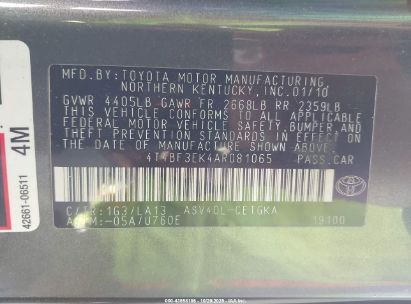 MFD. BY: TOYOTA MOTOR MANUFACTURING
NORTHERN KENTUCKY, INC. 01/10
GVWR 4405LB GAWR FR 2668LB RR 2359LB
THIS VEHICLE CONFORMS TO ALL APPLICABLE
FEDERAL MOTOR VEHICLE SAFETY, BUMPER, AND
THEFT PREVENTION STANDARDS IN EFFECT ON
THE DATE OF MANUFACTURE SHOWN ABOVE.
4T4BF3EK4AR081065 PASS.CAR
C/TR:1G3/LA13 ASV40L-CETGKA
A/TM:-05A/U760E 19100
TOYOTA
4M
42661-06511